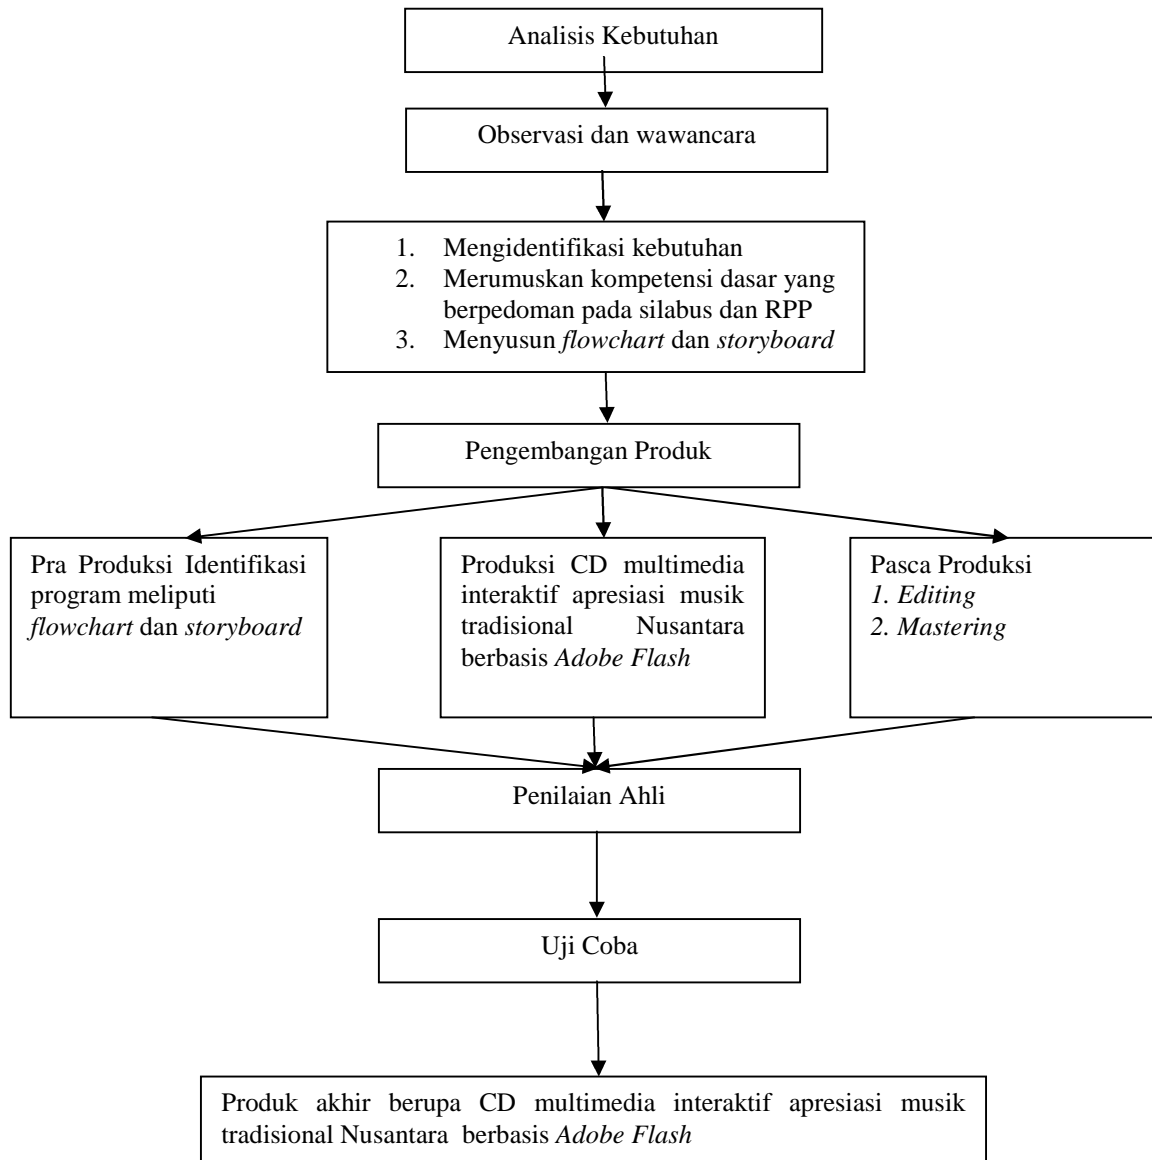 Analisis Kebutuhan
Observasi dan wawancara
1. Mengidentifikasi kebutuhan
2. Merumuskan kompetensi dasar yang
berpedoman pada silabus dan RPP
3. Menyusun flowchart dan storyboard
Pengembangan Produk
Pra Produksi Identifikasi
program meliputi
flowchart dan storyboard
Produksi CD multimedia
interaktif apresiasi musik
tradisional Nusantara
berbasis Adobe Flash
Pasca Produksi
1. Editing
2. Mastering
Penilaian Ahli
Uji Coba
Produk akhir berupa CD multimedia interaktif apresiasi musik
tradisional Nusantara berbasis Adobe Flash